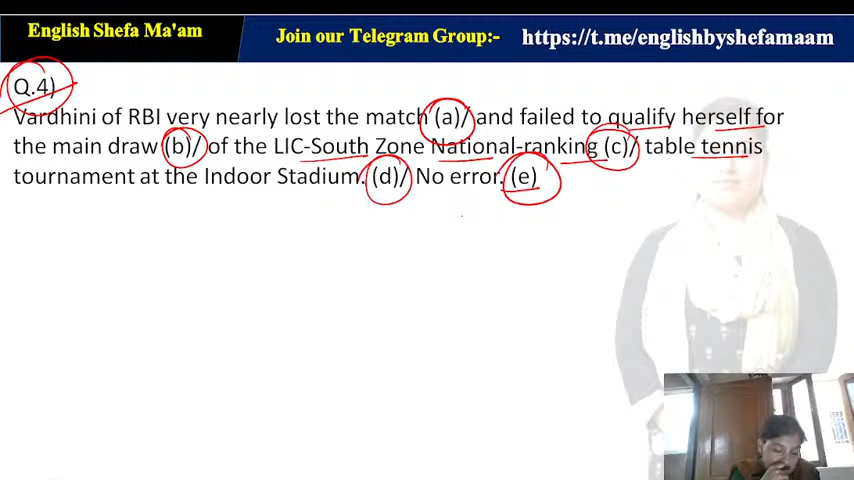 English Shefa Ma'am
Join our Telegram Group:- https://t.me/englishbyshefamaam
Q.4)
Vardhini of RBI very nearly lost the match (a)/ and failed to qualify herself for
the main draw (b)/ of the LIC-South Zone National-ranking (c)/ table tennis
tournament at the Indoor Stadium. (d)/ No error. (e)